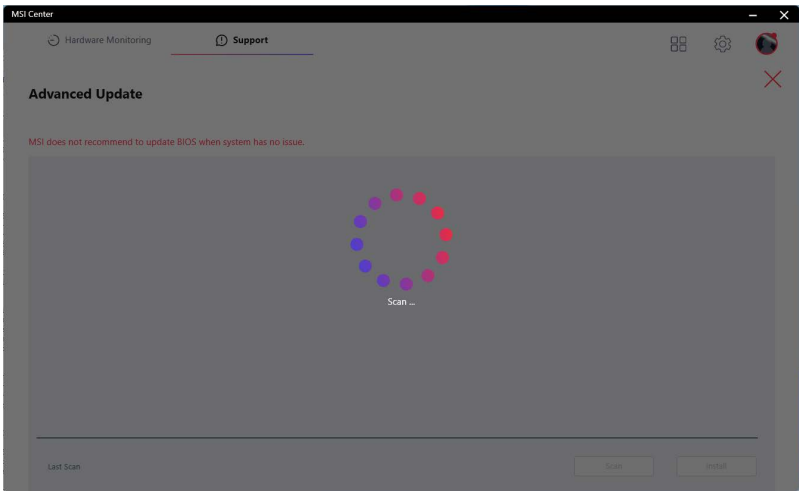 MSI Center
Hardware Monitoring
Support
Advanced Update
MSI does not recommend to update BIOS when system has no issue.
Scan ...
Last Scan
Scan
Install